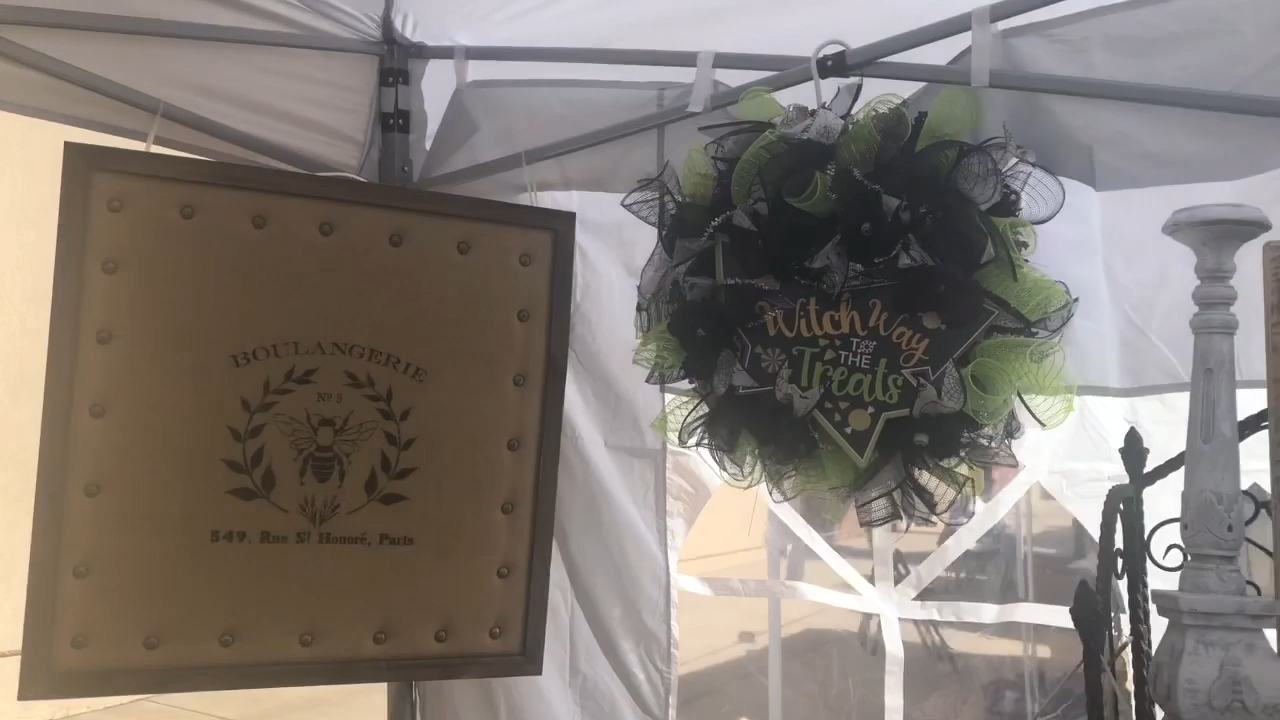 BOULANGERIE
Nº 3
549, Rue St Honoré, Paris
Witch Way
TO
THE
Treats